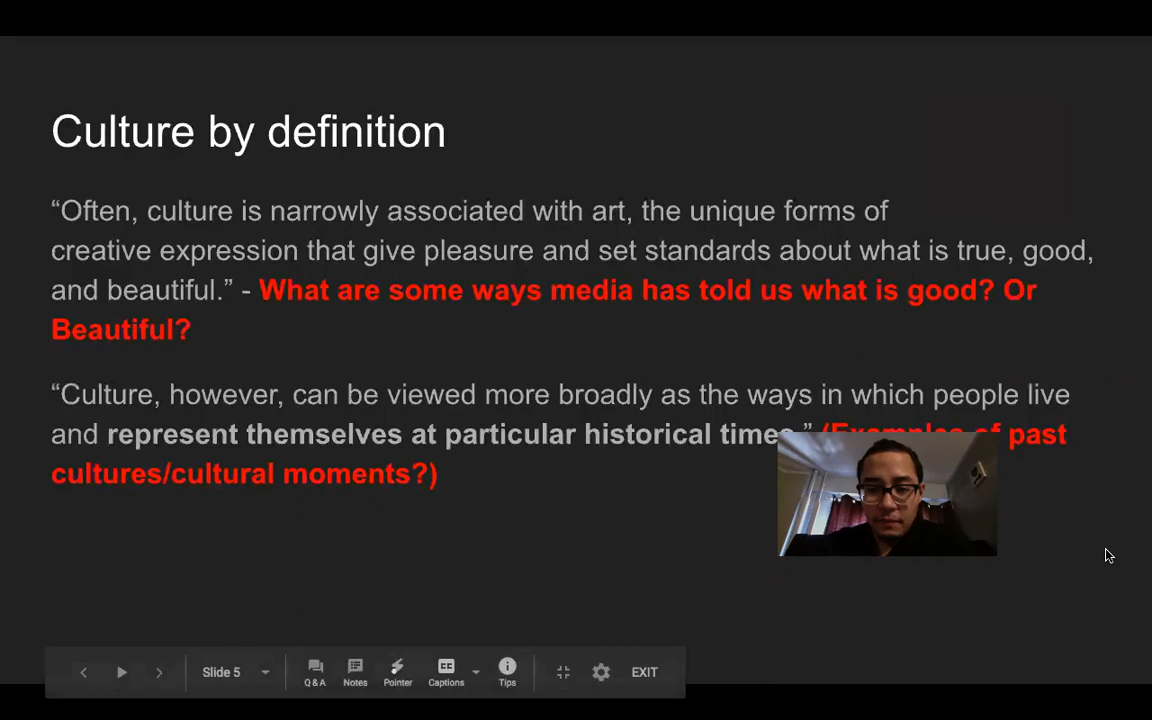 Culture by definition
“Often, culture is narrowly associated with art, the unique forms of
creative expression that give pleasure and set standards about what is true, good,
and beautiful.” - What are some ways media has told us what is good? Or
Beautiful?
“Culture, however, can be viewed more broadly as the ways in which people live
and represent themselves at particular historical times.” (Examples of past
cultures/cultural moments?)
Slide 5
Q&A
Notes
Pointer
CC
Captions
Tips
EXIT